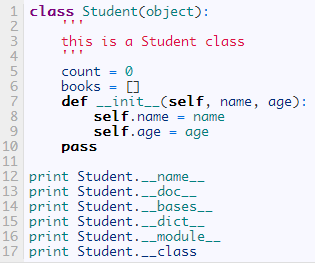 1 class Student(object):
2     '''
3     this is a Student class
4     '''
5     count = 0
6     books = []
7     def __init__(self, name, age):
8         self.name = name
9         self.age = age
10     pass
11
12 print Student.__name__
13 print Student.__doc__
14 print Student.__bases__
15 print Student.__dict__
16 print Student.__module__
17 print Student.__class